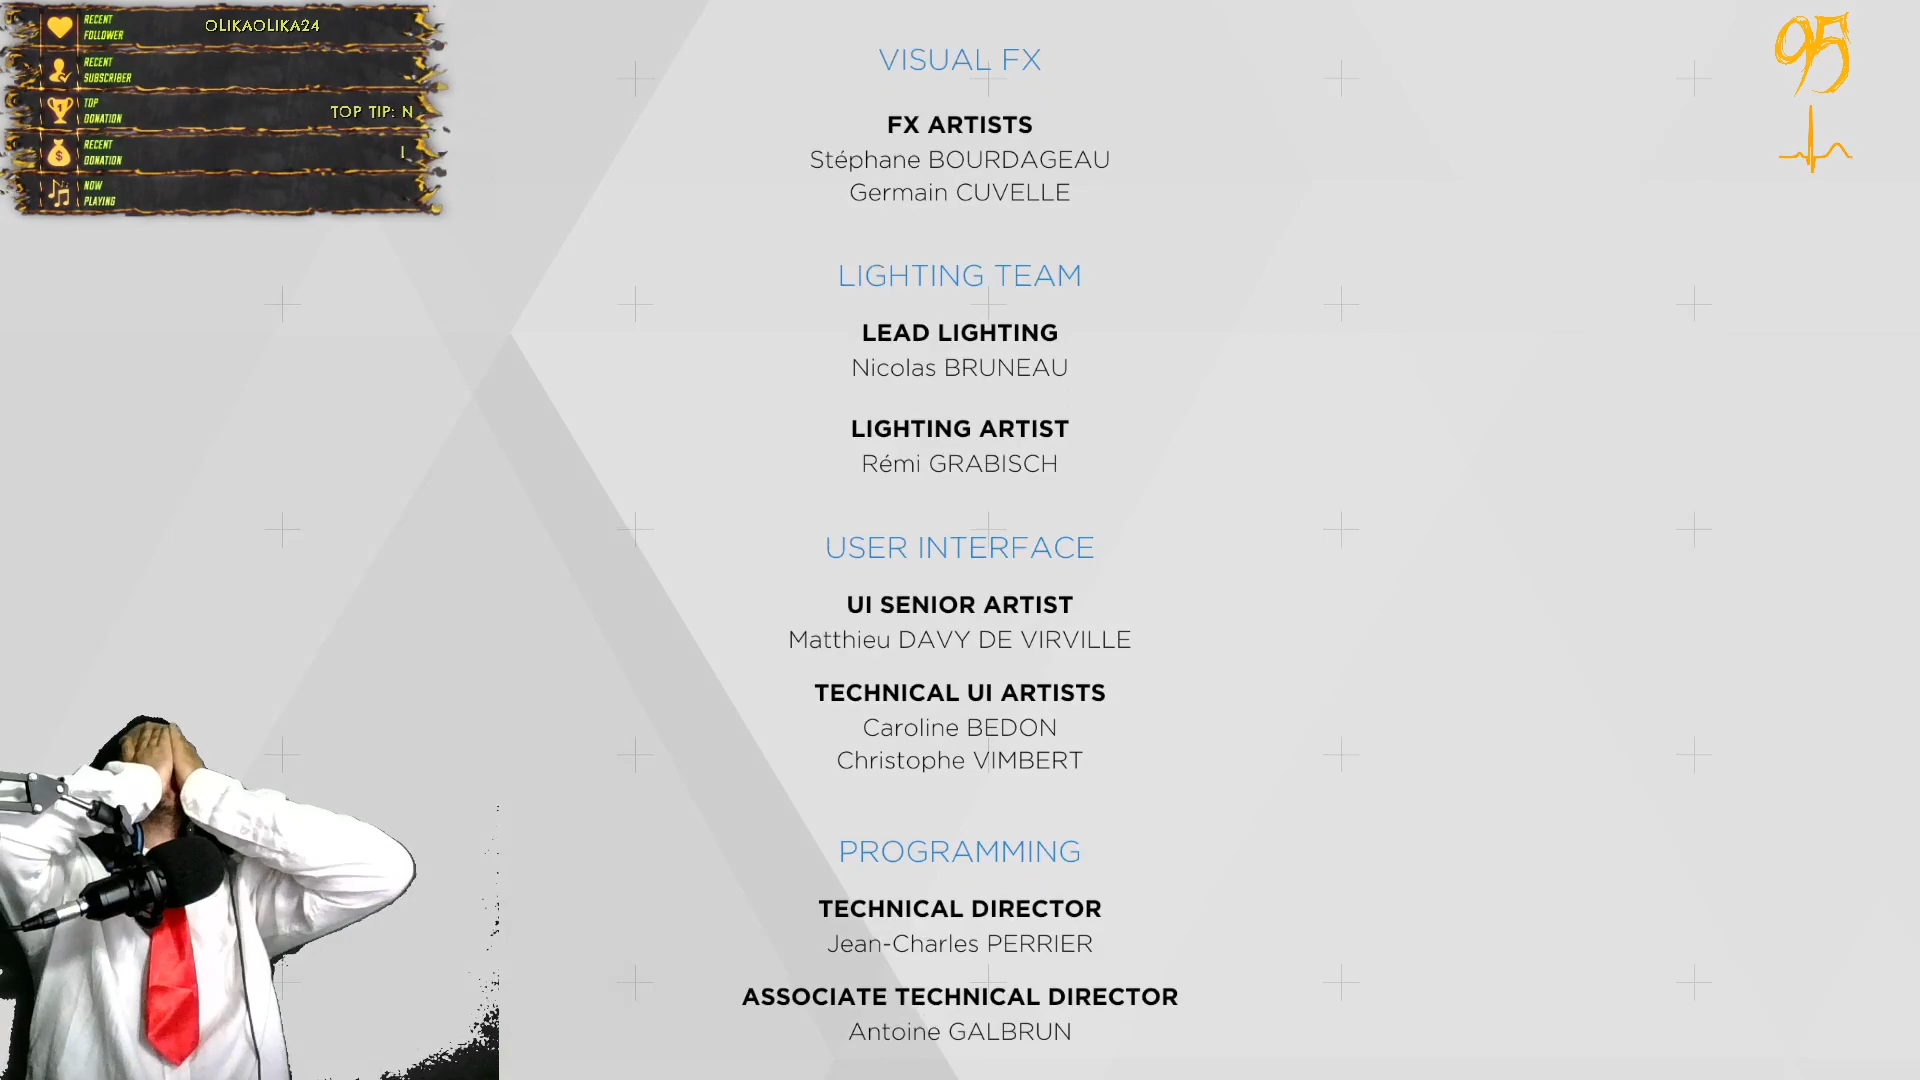 RECENT
FOLLOWER
OLIKAOLIKA24
RECENT
SUBSCRIBER
TOP
DONATION
TOP TIP: N
RECENT
DONATION
NOW
PLAYING
95
VISUAL FX
FX ARTISTS
Stéphane BOURDAGEAU
Germain CUVELLE
LIGHTING TEAM
LEAD LIGHTING
Nicolas BRUNEAU
LIGHTING ARTIST
Rémi GRABISCH
USER INTERFACE
UI SENIOR ARTIST
Matthieu DAVY DE VIRVILLE
TECHNICAL UI ARTISTS
Caroline BEDON
Christophe VIMBERT
PROGRAMMING
TECHNICAL DIRECTOR
Jean-Charles PERRIER
ASSOCIATE TECHNICAL DIRECTOR
Antoine GALBRUN